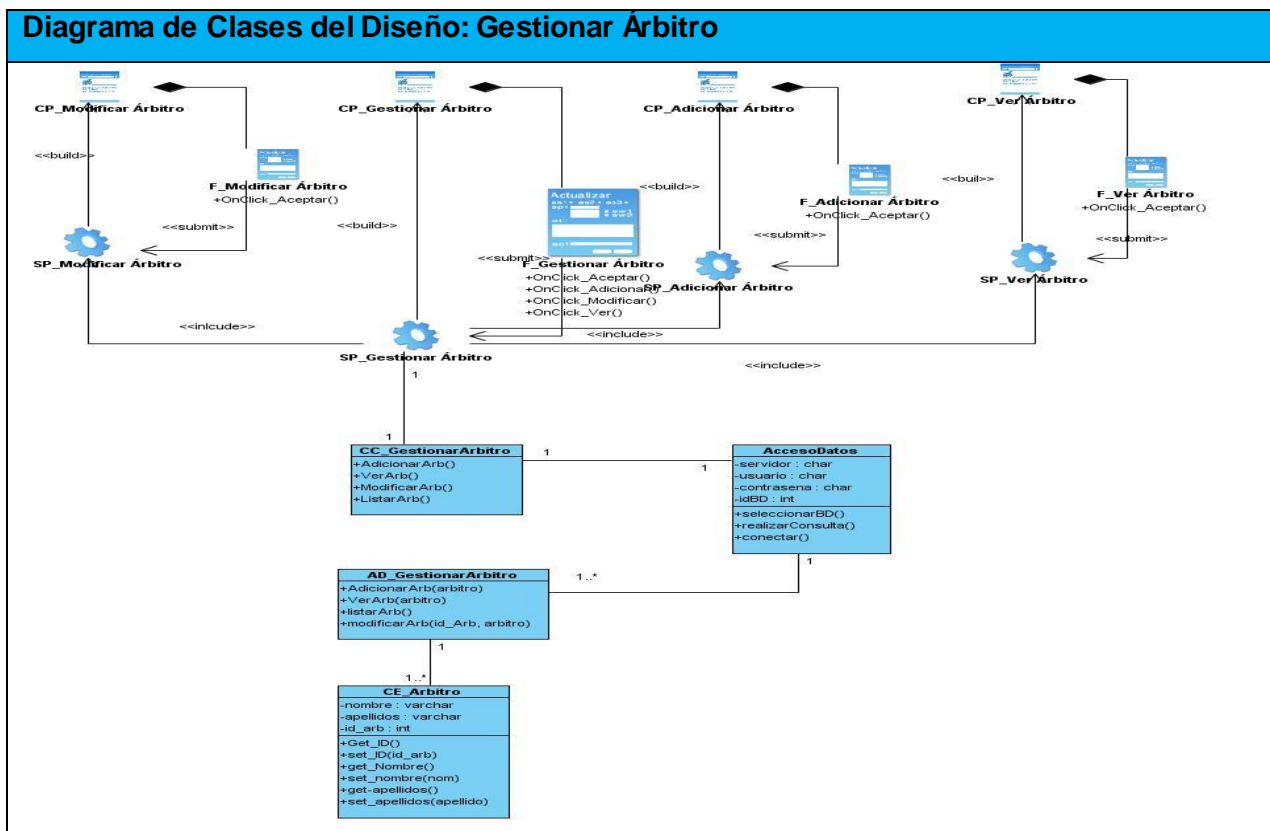 Diagrama de Clases del Diseño: Gestionar Árbitro
CP_Modificar Árbitro
CP_Gestionar Árbitro
CP_Adicionar Árbitro
CP_Ver Árbitro
<<build>>
F_Modificar Árbitro
+OnClick_Aceptar()
<<submit>>
SP_Modificar Árbitro
<<build>>
Actualizar
<<submit>>
F_Gestionar Árbitro
+OnClick_Aceptar()
+OnClick_Adicionar()
+OnClick_Modificar()
+OnClick_Ver()
<<build>>
F_Adicionar Árbitro
+OnClick_Aceptar()
<<submit>>
SP_Adicionar Árbitro
<<buil>>
F_Ver Árbitro
+OnClick_Aceptar()
<<submit>>
SP_Ver Árbitro
<<inlcude>>
<<include>>
<<include>>
SP_Gestionar Árbitro
1
1
CC_GestionarArbitro
+AdicionarArb()
+VerArb()
+ModificarArb()
+ListarArb()
1
1
AccesoDatos
-servidor : char
-usuario : char
-contrasena : char
-idBD : int
+seleccionarBD()
+realizarConsulta()
+conectar()
1
1..*
AD_GestionarArbitro
+AdicionarArb(arbitro)
+VerArb(arbitro)
+listarArb()
+modificarArb(id_Arb, arbitro)
1
1..*
CE_Arbitro
-nombre : varchar
-apellidos : varchar
-id_arb : int
+Get_ID()
+set_ID(id_arb)
+get_Nombre()
+set_nombre(nom)
+get-apellidos()
+set_apellidos(apellido)